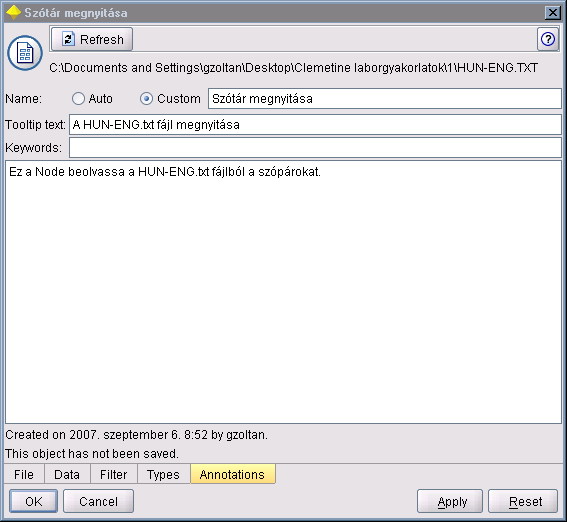 Szótár megnyitása
Refresh
?
C:\Documents and Settings\gzoltan\Desktop\Clemetine laborgyakorlatok\1\HUN-ENG.TXT
Name: Auto Custom Szótár megnyitása
Tooltip text: A HUN-ENG.txt fájl megnyitása
Keywords:
Ez a Node beolvassa a HUN-ENG.txt fájlból a szópárokat.
Created on 2007. szeptember 6. 8:52 by gzoltan.
This object has not been saved.
File Data Filter Types Annotations
OK Cancel Apply Reset